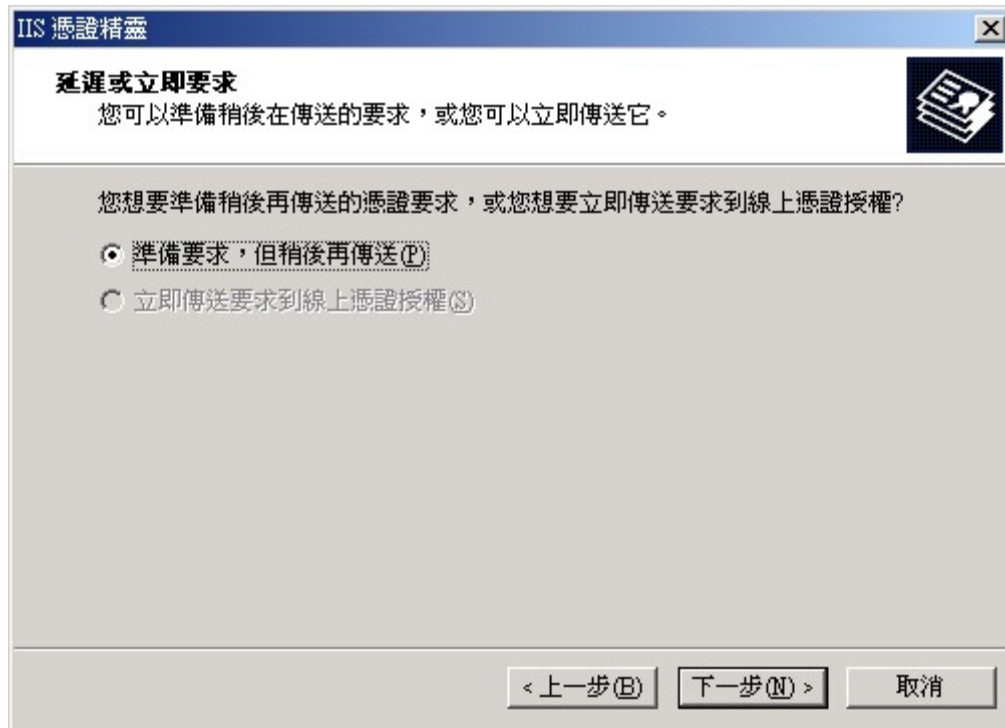 IIS 憑證精靈
延遲或立即要求
您可以準備稍後在傳送的要求，或您可以立即傳送它。
您想要準備稍後再傳送的憑證要求，或您想要立即傳送要求到線上憑證授權?
準備要求，但稍後再傳送(P)
立即傳送要求到線上憑證授權(S)
< 上一步(B) 下一步(N) > 取消